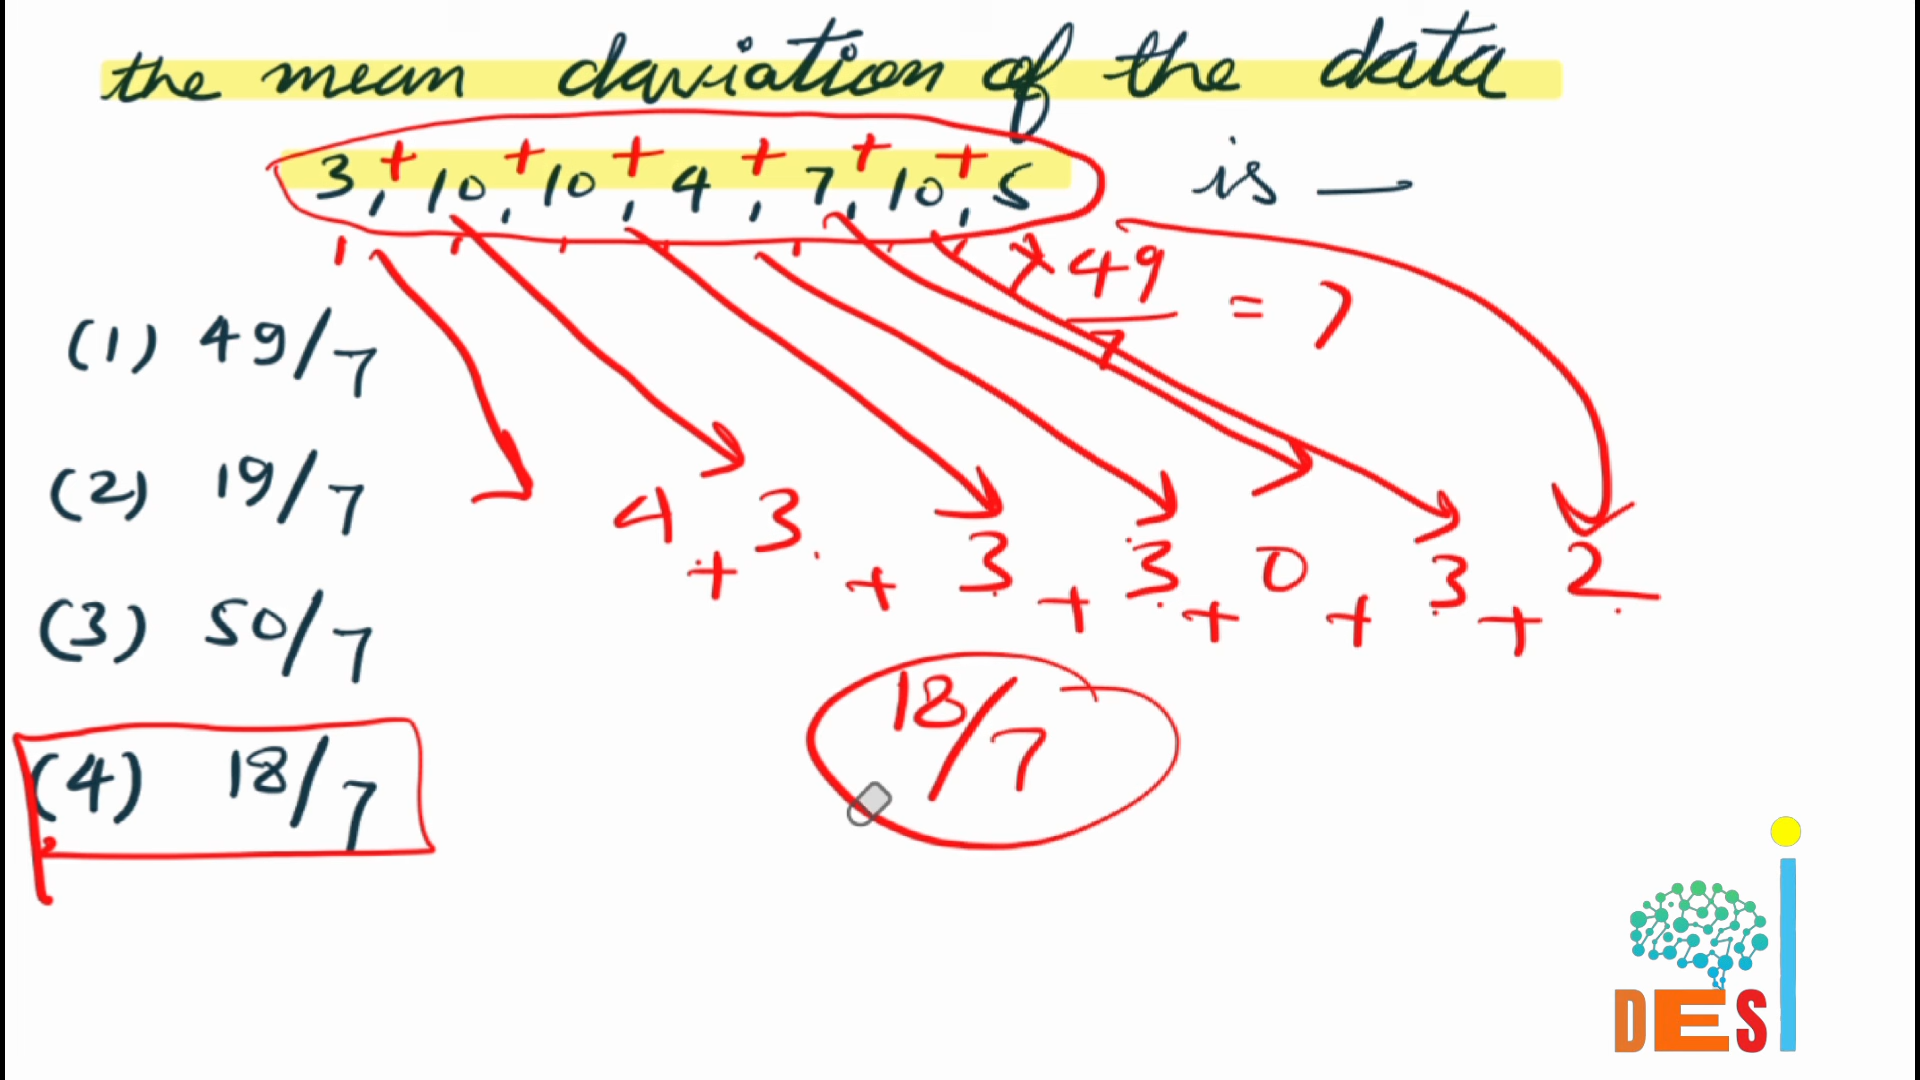 the mean daviation of the data
3, 10, 10, 4, 7, 10, 5 is —
+ + + + + +
49/7 = 7
(1) 49/7
(2) 19/7
4 + 3 + 3 + 3 + 0 + 3 + 2
(3) 50/7
18/7
(4) 18/7
DESi